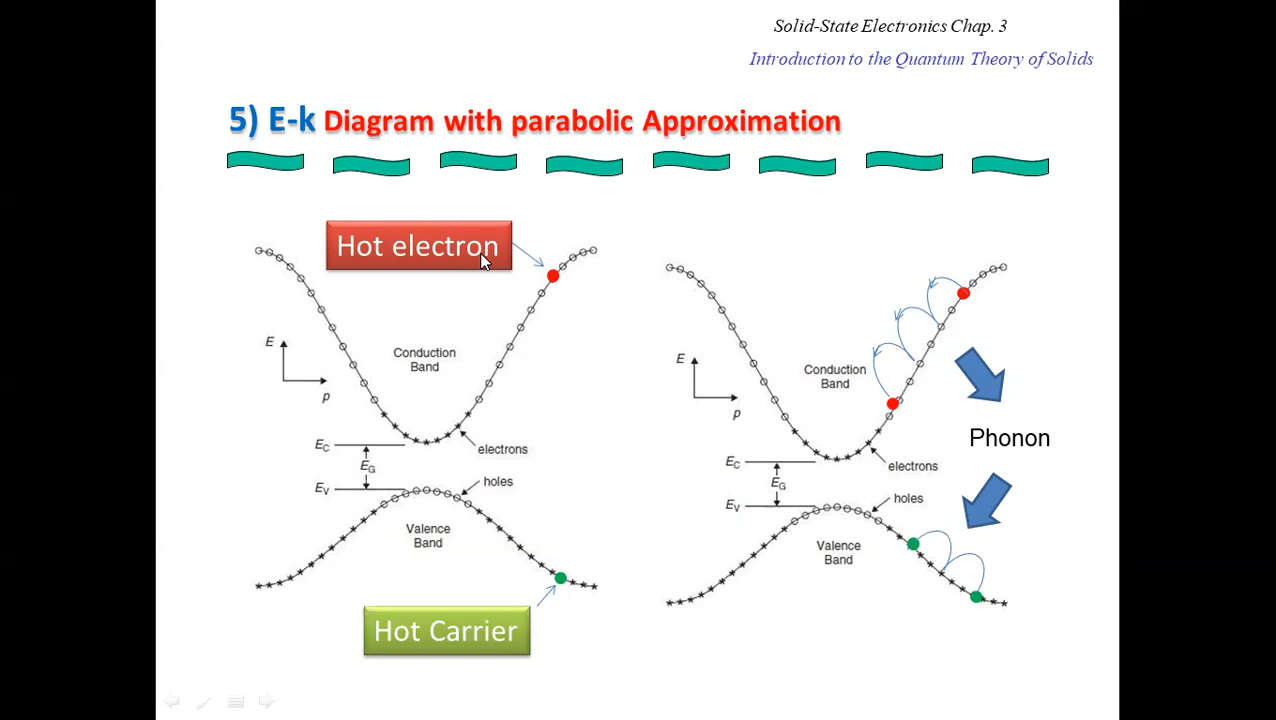 Solid-State Electronics Chap. 3
Introduction to the Quantum Theory of Solids
5) E-k Diagram with parabolic Approximation
Hot electron
E
p
Conduction
Band
EC
EG
EV
electrons
holes
Valence
Band
Hot Carrier
E
p
Conduction
Band
EC
EG
EV
electrons
holes
Valence
Band
Phonon